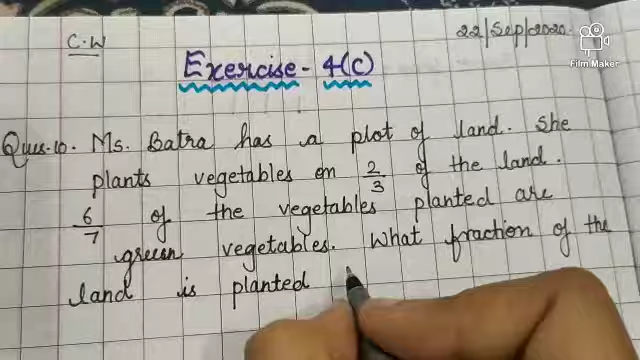 C.W
22/Sep/2020
Film Maker
Exercise - 4(c)
Ques.10. Ms. Batra has a plot of land. She
plants vegetables on 2/3 of the land.
6/7 of the vegetables planted are
green vegetables. What fraction of the
land is planted